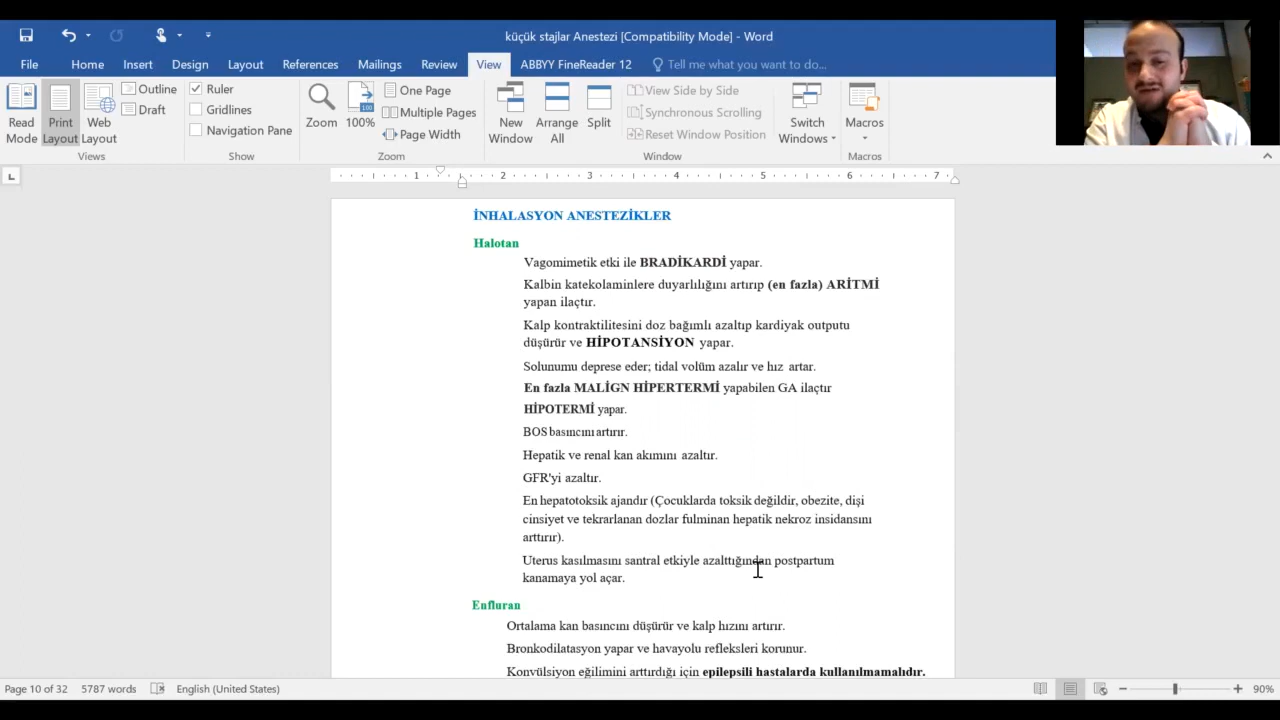 küçük stajlar Anestezi [Compatibility Mode] - Word
File Home Insert Design Layout References Mailings Review View ABBYY FineReader 12 Tell me what you want to do...
Read Mode
Print Layout
Web Layout
Outline
Draft
Views
Ruler
Gridlines
Navigation Pane
Show
Zoom
100%
One Page
Multiple Pages
Page Width
Zoom
New Window
Arrange All
Split
View Side by Side
Synchronous Scrolling
Reset Window Position
Window
Switch Windows
Macros
Macros
1 2 3 4 5 6 7
İNHALASYON ANESTEZİKLER
Halotan
Vagomimetik etki ile BRADİKARDİ yapar.
Kalbin katekolaminlere duyarlılığını artırıp (en fazla) ARİTMİ
yapan ilaçtır.
Kalp kontraktilitesini doz bağımlı azaltıp kardiyak outputu
düşürür ve HİPOTANSİYON yapar.
Solunumu deprese eder; tidal volüm azalır ve hız artar.
En fazla MALİGN HİPERTERMİ yapabilen GA ilaçtır
HİPOTERMİ yapar.
BOS basıncını artırır.
Hepatik ve renal kan akımını azaltır.
GFR'yi azaltır.
En hepatotoksik ajandır (Çocuklarda toksik değildir, obezite, dişi
cinsiyet ve tekrarlanan dozlar fulminan hepatik nekroz insidansını
arttırır).
Uterus kasılmasını santral etkiyle azalttığından postpartum
kanamaya yol açar.
Enfluran
Ortalama kan basıncını düşürür ve kalp hızını artırır.
Bronkodilatasyon yapar ve havayolu refleksleri korunur.
Konvülsiyon eğilimini arttırdığı için epilepsili hastalarda kullanılmamalıdır.
Page 10 of 32 5787 words English (United States) 90%